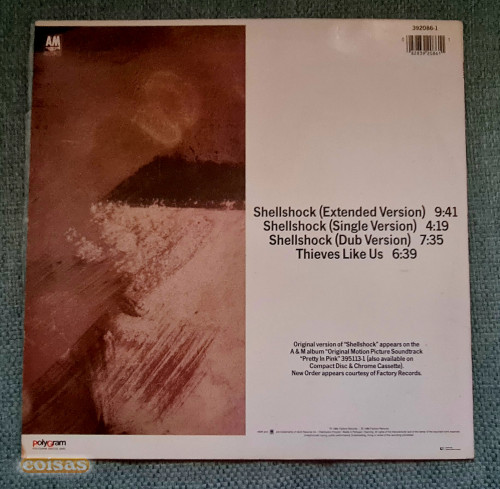 AM
392086-1
Shellshock (Extended Version) 9:41
Shellshock (Single Version) 4:19
Shellshock (Dub Version) 7:35
Thieves Like Us 6:39
Original version of "Shellshock" appears on the
A & M album "Original Motion Picture Soundtrack
"Pretty In Pink" 395113-1 (also available on
Compact Disc & Chrome Cassette).
New Order appears courtesy of Factory Records.
polygram
coisas